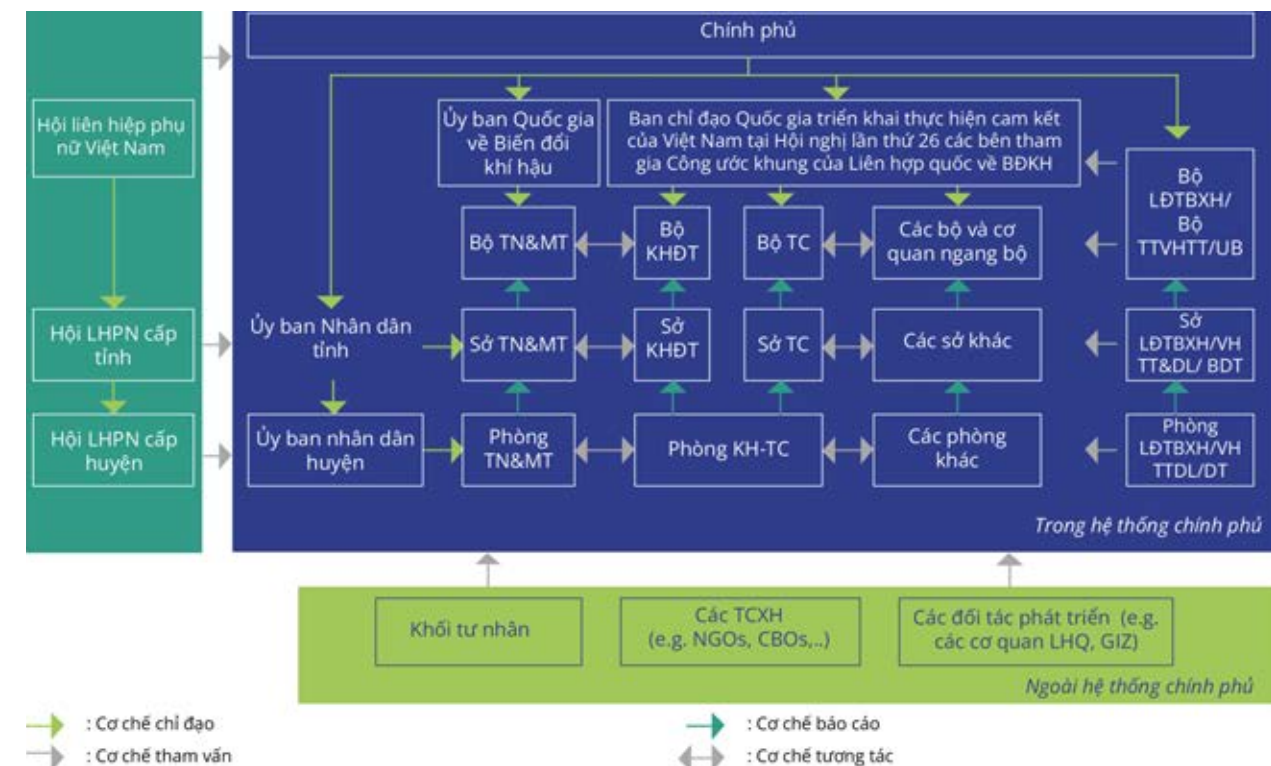 Chính phủ
Hội liên hiệp phụ
nữ Việt Nam
Ủy ban Quốc gia
về Biến đổi
khí hậu
Ban chỉ đạo Quốc gia triển khai thực hiện cam kết
của Việt Nam tại Hội nghị lần thứ 26 các bên tham
gia Công ước khung của Liên hợp quốc về BĐKH
Bộ
LĐTBXH/
Bộ
TTVHTT/UB
Bộ TN&MT
Bộ
KHĐT
Bộ TC
Các bộ và cơ
quan ngang bộ
Hội LHPN cấp
tỉnh
Ủy ban Nhân dân
tỉnh
Sở TN&MT
Sở
KHĐT
Sở TC
Các sở khác
Sở
LĐTBXH/VH
TT&DL/ BDT
Hội LHPN cấp
huyện
Ủy ban nhân dân
huyện
Phòng
TN&MT
Phòng KH-TC
Các phòng
khác
Phòng
LĐTBXH/VH
TTDL/DT
Trong hệ thống chính phủ
Khối tư nhân
Các TCXH
(e.g. NGOs, CBOs,..)
Các đối tác phát triển (e.g.
các cơ quan LHQ, GIZ)
Ngoài hệ thống chính phủ
: Cơ chế chỉ đạo
: Cơ chế báo cáo
: Cơ chế tham vấn
: Cơ chế tương tác